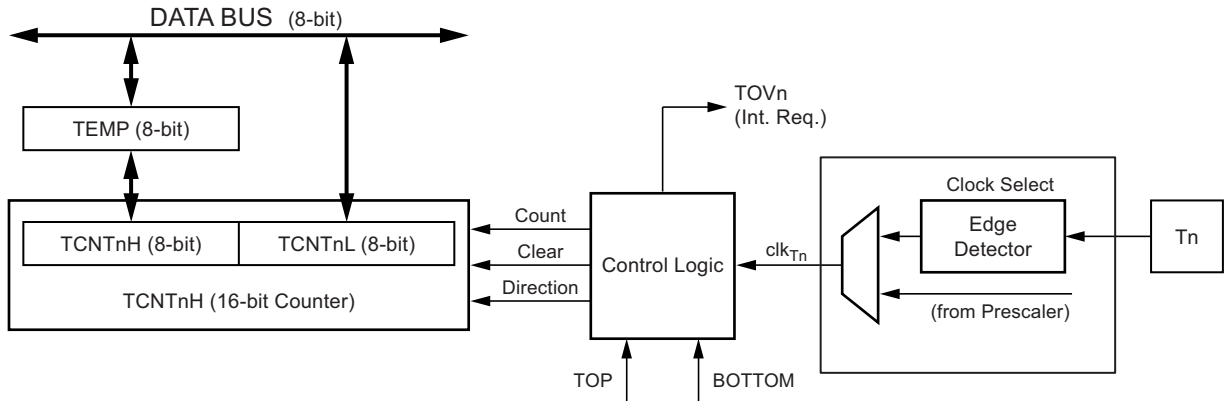 DATA BUS (8-bit)
TEMP (8-bit)
TCNTnH (8-bit)
TCNTnL (8-bit)
TCNTnH (16-bit Counter)
Count
Clear
Direction
TOVn
(Int. Req.)
Control Logic
TOP
BOTTOM
clkTn
Clock Select
Edge
Detector
(from Prescaler)
Tn